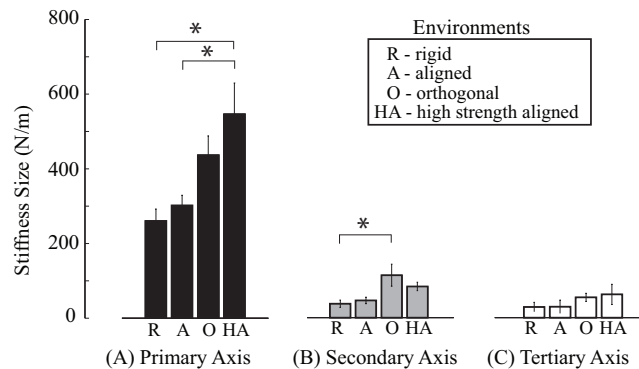 800
600
400
200
0
Stiffness Size (N/m)
*
*
*
Environments
R - rigid
A - aligned
O - orthogonal
HA - high strength aligned
R A O HA
R A O HA
R A O HA
(A) Primary Axis
(B) Secondary Axis
(C) Tertiary Axis